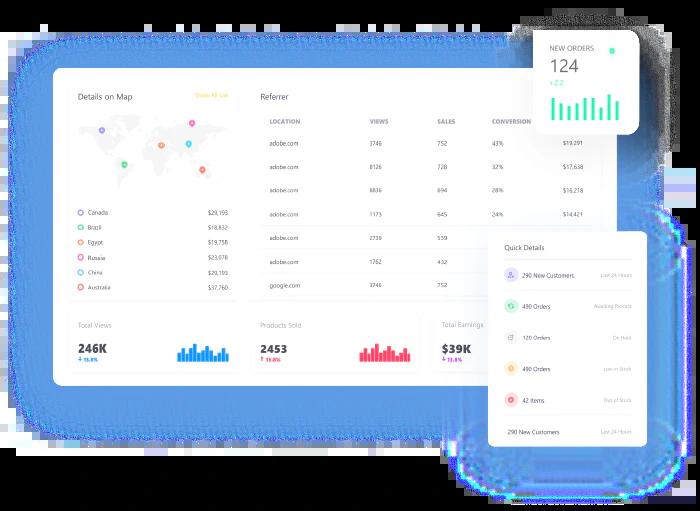 NEW ORDERS
124
+2.2
Details on Map
Show All List
Referrer
LOCATION VIEWS SALES CONVERSION
adobe.com 3746 752 43% $19,291
adobe.com 8126 728 32% $17,638
adobe.com 8836 694 28% $16,218
adobe.com 1173 645 24% $14,421
adobe.com 2739 539
adobe.com 1762 432
google.com 3746 752
Canada $29,193
Brazil $18,832
Egypt $19,758
Russia $23,078
China $29,193
Australia $37,760
Total Views
246K
13.8%
Products Sold
2453
13.8%
Total Earnings
$39K
13.8%
Quick Details
290 New Customers Last 24 Hours
490 Orders Awaiting Process
120 Orders On Hold
490 Orders Low in Stock
42 Items Out of Stock
290 New Customers Last 24 Hours